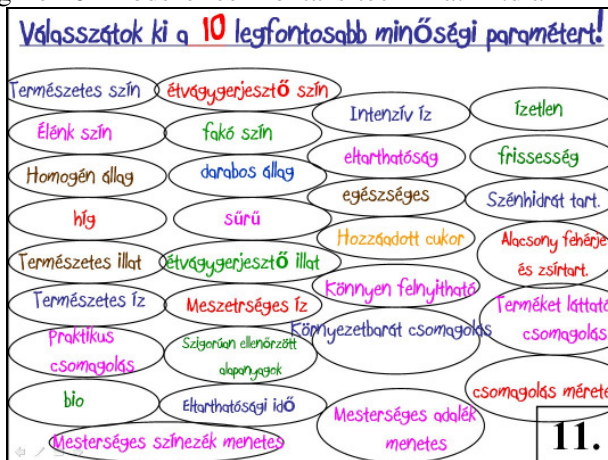 Válasszátok ki a 10 legfontosabb minőségi paramétert!
Természetes szín
étvágygerjesztő szín
Intenzív íz
ízetlen
Élénk szín
fakó szín
eltarthatóság
frissesség
Homogén állag
darabos állag
egészséges
Szénhidrát tart.
híg
sűrű
Hozzáadott cukor
Alacsony fehérje
és zsírtart.
Természetes illat
étvágygerjesztő illat
Könnyen felnyitható
Természetes íz
Meszetrséges íz
Környezetbarát csomagolás
Terméket láttató
csomagolás
Praktikus
csomagolás
Szigorúan ellenőrzött
alapanyagok
bio
Eltarthatósági idő
Mesterséges adalék
menetes
csomagolás mérete
Mesterséges színezék menetes
11.